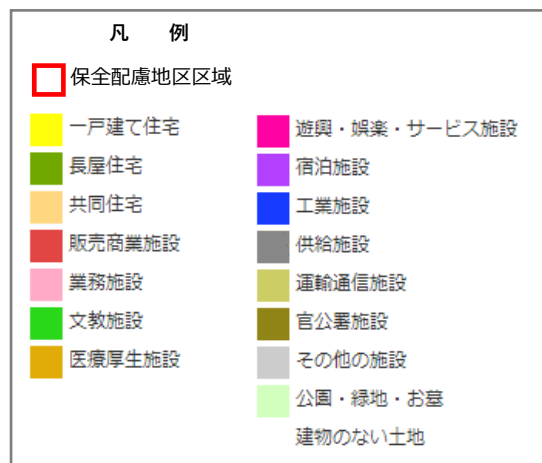 凡 例
保全配慮地区区域
一戸建て住宅
長屋住宅
共同住宅
販売商業施設
業務施設
文教施設
医療厚生施設
遊興・娯楽・サービス施設
宿泊施設
工業施設
供給施設
運輸通信施設
官公署施設
その他の施設
公園・緑地・お墓
建物のない土地